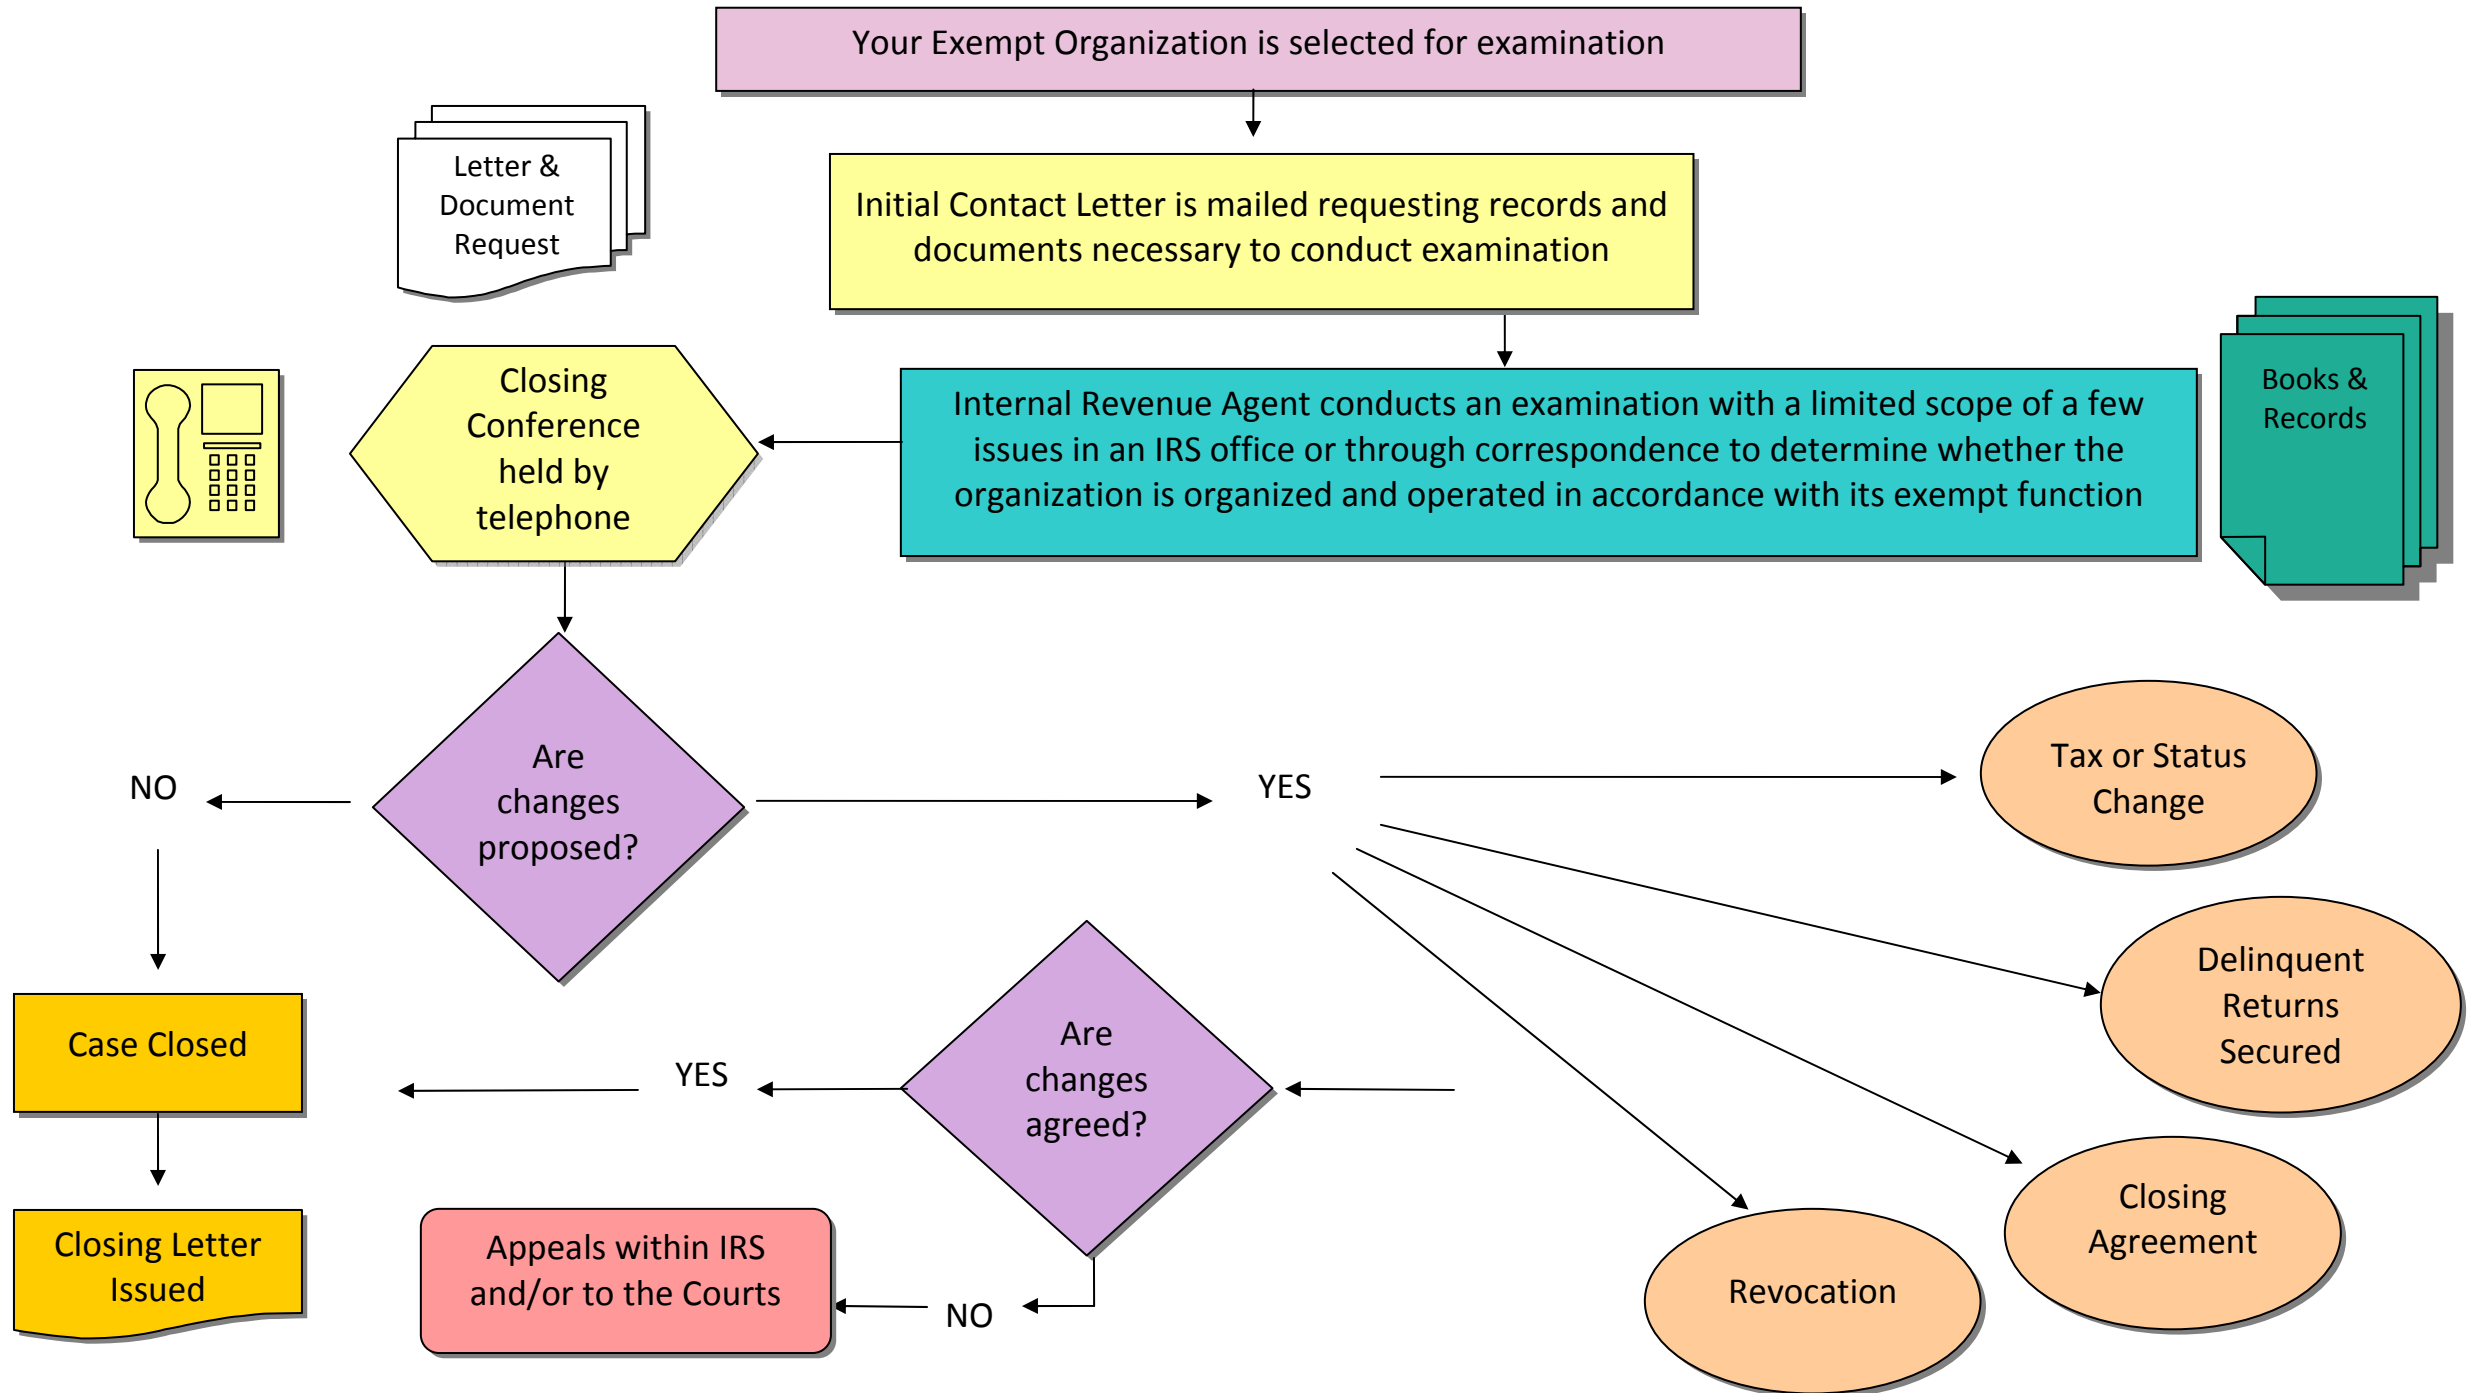 Your Exempt Organization is selected for examination
Letter &
Document
Request
Initial Contact Letter is mailed requesting records and
documents necessary to conduct examination
Closing
Conference
held by
telephone
Internal Revenue Agent conducts an examination with a limited scope of a few
issues in an IRS office or through correspondence to determine whether the
organization is organized and operated in accordance with its exempt function
Books &
Records
Are
changes
proposed?
NO
YES
Tax or Status
Change
Delinquent
Returns
Secured
Closing
Agreement
Revocation
Are
changes
agreed?
YES
NO
Case Closed
Closing Letter
Issued
Appeals within IRS
and/or to the Courts